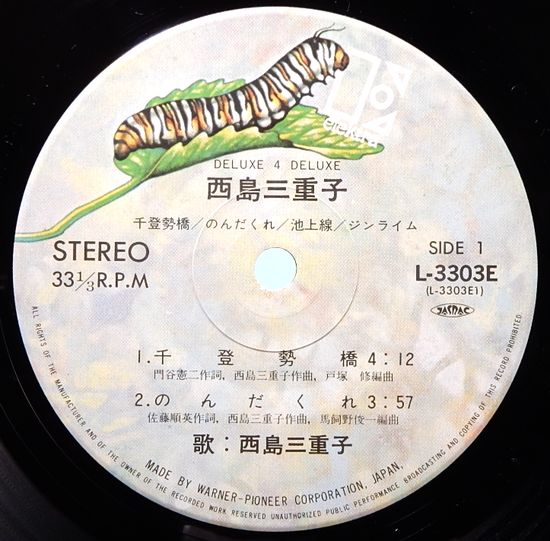 elektra
DELUXE 4 DELUXE
西島三重子
千登勢橋/のんだくれ/池上線/ジンライム
STEREO
33 1/3 R.P.M
SIDE 1
L-3303E
(L-3303E1)
JASRAC
1. 千登勢橋 4:12
門谷憲二作詞, 西島三重子作曲, 戸塚 修編曲
2. のんだくれ 3:57
佐藤順英作詞, 西島三重子作曲, 馬飼野俊一編曲
歌:西島三重子
MADE BY WARNER-PIONEER CORPORATION, JAPAN,
ALL RIGHTS OF THE MANUFACTURER AND OF THE OWNER OF THE RECORDED WORK RESERVED UNAUTHORIZED PUBLIC PERFORMANCE BROADCASTING AND COPYING OF THIS RECORD PROHIBITED